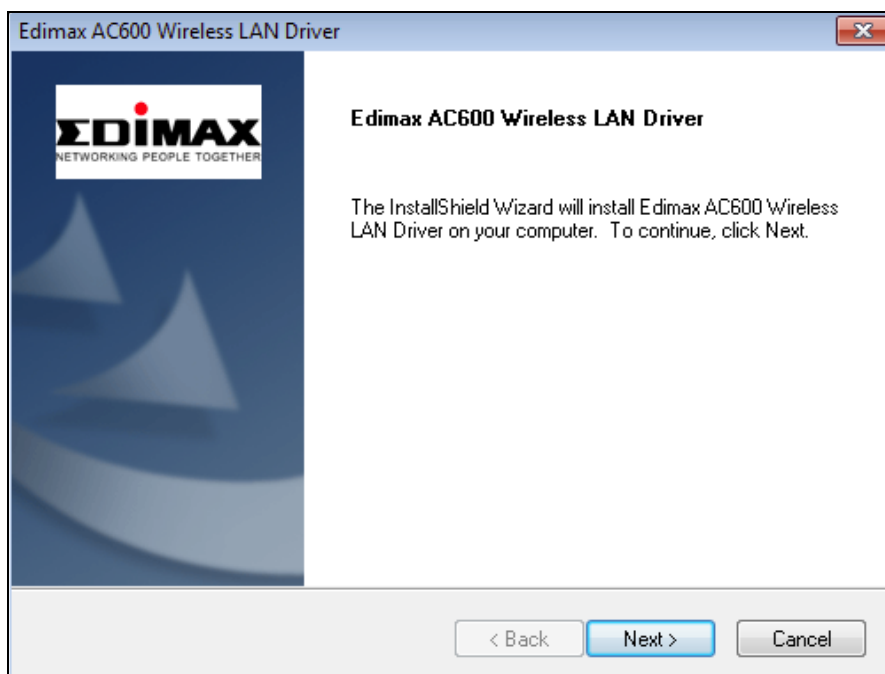 Edimax AC600 Wireless LAN Driver
EDIMAX
NETWORKING PEOPLE TOGETHER
Edimax AC600 Wireless LAN Driver
The InstallShield Wizard will install Edimax AC600 Wireless
LAN Driver on your computer.  To continue, click Next.
< Back
Next >
Cancel